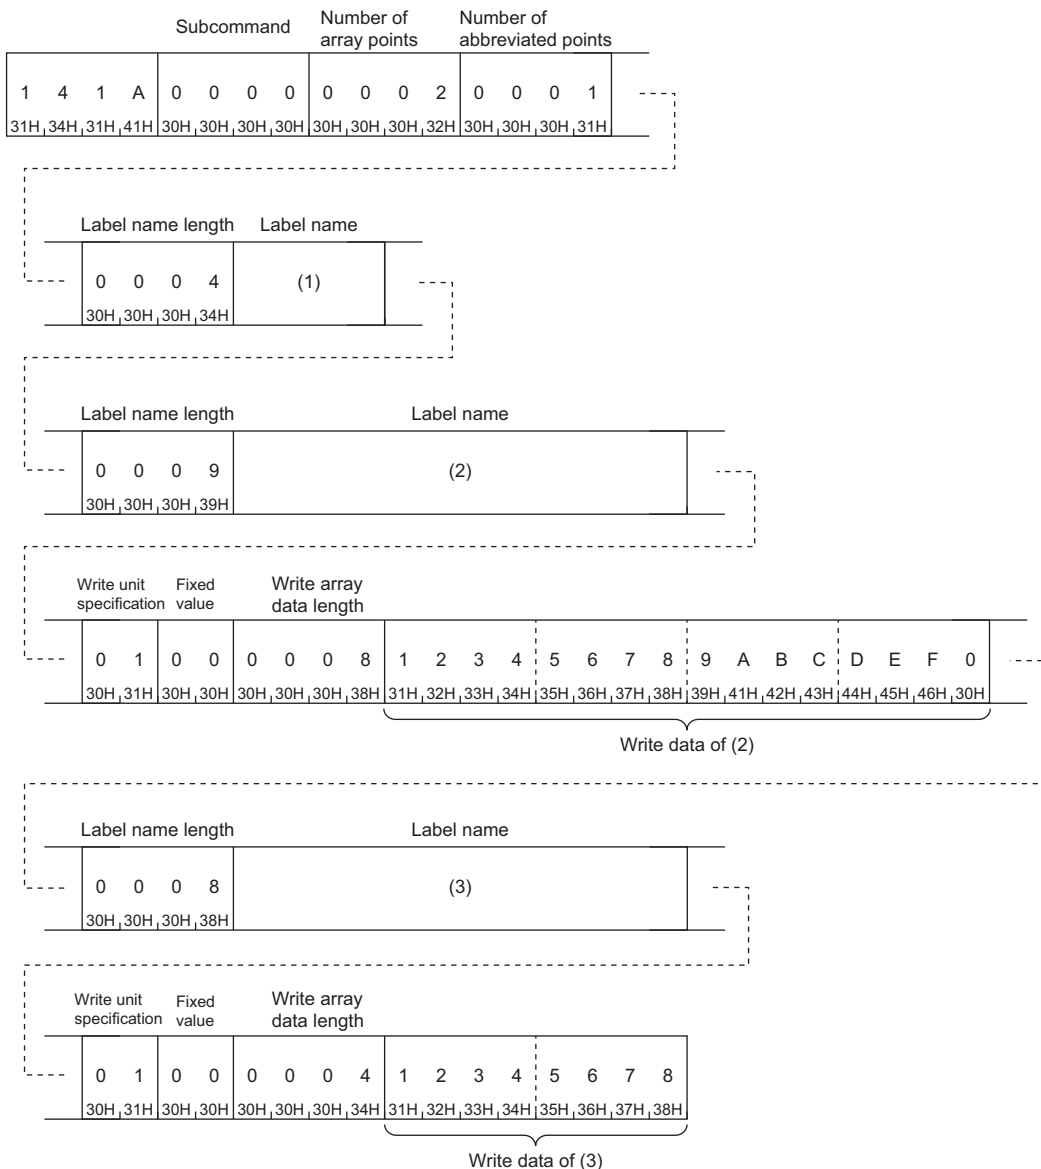 Subcommand
Number of
array points
Number of
abbreviated points
1 4 1 A 0 0 0 0 0 0 0 2 0 0 0 1
31H 34H 31H 41H 30H 30H 30H 30H 30H 30H 30H 32H 30H 30H 30H 31H
Label name length Label name
0 0 0 4 (1)
30H 30H 30H 34H
Label name length Label name
0 0 0 9 (2)
30H 30H 30H 39H
Write unit
specification
Fixed
value
Write array
data length
0 1 0 0 0 0 0 8 1 2 3 4 5 6 7 8 9 A B C D E F 0
30H 31H 30H 30H 30H 30H 30H 38H 31H 32H 33H 34H 35H 36H 37H 38H 39H 41H 42H 43H 44H 45H 46H 30H
Write data of (2)
Label name length Label name
0 0 0 8 (3)
30H 30H 30H 38H
Write unit
specification
Fixed
value
Write array
data length
0 1 0 0 0 0 0 4 1 2 3 4 5 6 7 8
30H 31H 30H 30H 30H 30H 30H 34H 31H 32H 33H 34H 35H 36H 37H 38H
Write data of (3)